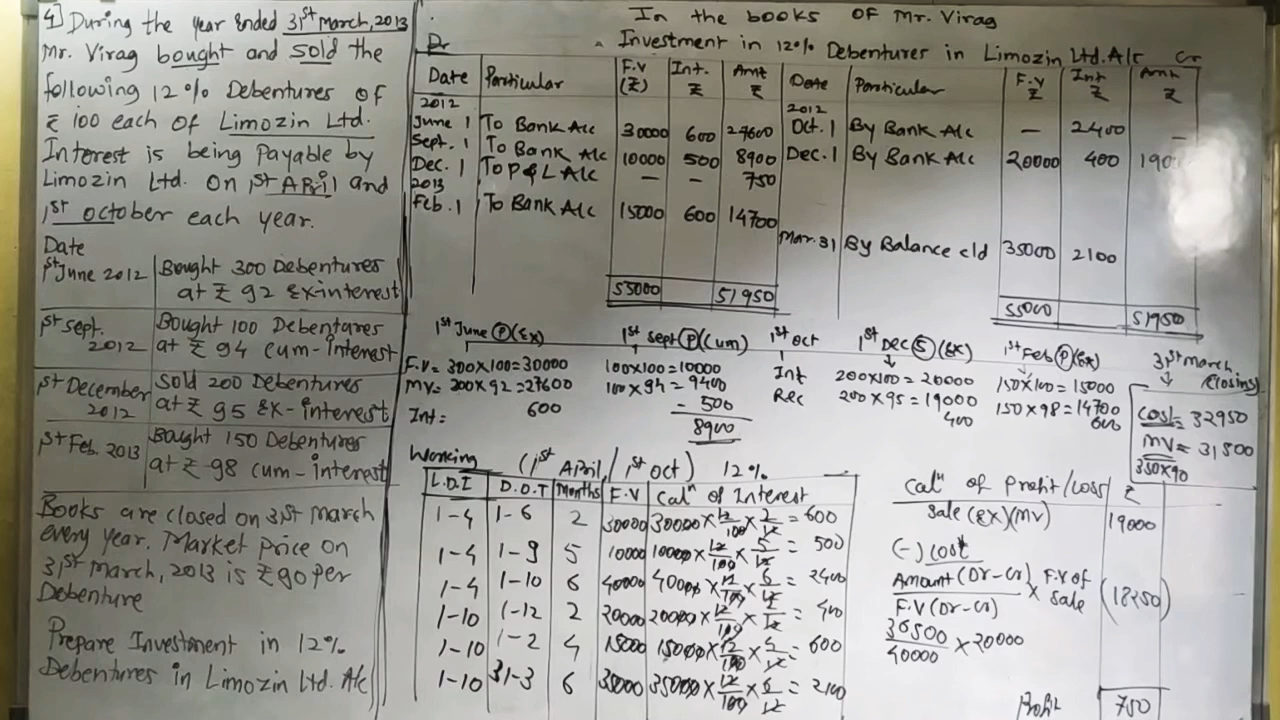 4] During the year ended 31st March, 2013
Mr. Virag bought and sold the
following 12% Debentures of
₹ 100 each of Limozin Ltd.
Interest is being payable by
Limozin Ltd. on 1st April and
1st october each year.
Date
1st June 2012 Bought 300 Debentures
at ₹ 92 Ex-interest
1st Sept. 2012 Bought 100 Debentures
at ₹ 94 cum-interest
1st December 2012 Sold 200 Debentures
at ₹ 95 Ex-interest
1st Feb. 2013 Bought 150 Debentures
at ₹ 98 cum-interest
Books are closed on 31st march
every year. Market price on
31st March, 2013 is ₹ 90 per
Debenture
Prepare Investment in 12%
Debentures in Limozin Ltd. A/c
In the books of Mr. Virag
Dr Investment in 12% Debentures in Limozin Ltd. A/c Cr
Date Particular F.V (₹) Int. ₹ Amt ₹ Date Particular F.V ₹ Int ₹ Amt ₹
2012 2012
June 1 To Bank A/c 30000 600 27600 Oct. 1 By Bank A/c — 2400 —
Sept. 1 To Bank A/c 10000 500 8900 Dec. 1 By Bank A/c 20000 400
Dec. 1 To P & L A/c — — 750
2013
Feb. 1 To Bank A/c 15000 600 14700
Mar. 31 By Balance c/d 35000 2100
55000 51950 55000 51950
1st June (P)(Ex) 1st Sept (P)(cum) 1st Oct 1st Dec (S)(Ex) 1st Feb (P)(Ex) 31st march (closing)
F.V = 300×100=30000 100×100=10000 Int 200×100=20000 150×100=15000
MV= 300×92=27600 100×94=9400 Rec 200×95=19000 150×98=14700 cost= 32950
Int = 600 - 500 400 600 MV= 31500
8900 350×90
Working (1st April / 1st Oct) 12%
L.D.I D.O.T Months F.V Calⁿ of Interest
1-4 1-6 2 30000 30000×12/100×2/12= 600
1-4 1-9 5 10000 10000×12/100×5/12= 500
1-4 1-10 6 40000 40000×12/100×6/12= 2400
1-10 1-12 2 20000 20000×12/100×2/12= 400
1-10 1-2 4 15000 15000×12/100×4/12= 600
1-10 31-3 6 35000 35000×12/100×6/12= 2100
Calⁿ of Profit/Loss ₹
Sale (EX)(MV) 19000
(-) cost
Amount (Dr-Cr) / F.V (Dr-Cr) × F.V of Sale (18250)
36500/40000 × 20000
Profit 750